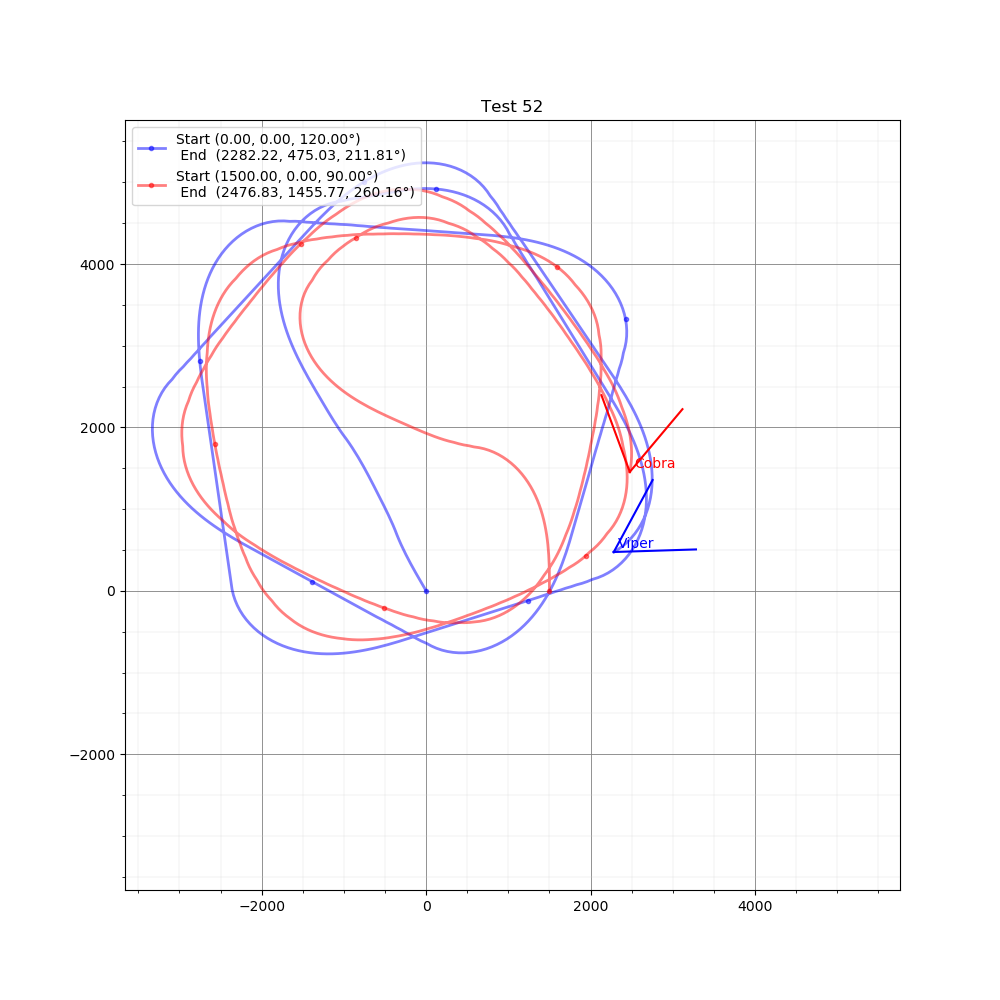 Test 52
Start (0.00, 0.00, 120.00°)
End (2282.22, 475.03, 211.81°)
Start (1500.00, 0.00, 90.00°)
End (2476.83, 1455.77, 260.16°)
4000
2000
0
−2000
Cobra
Viper
−2000
0
2000
4000